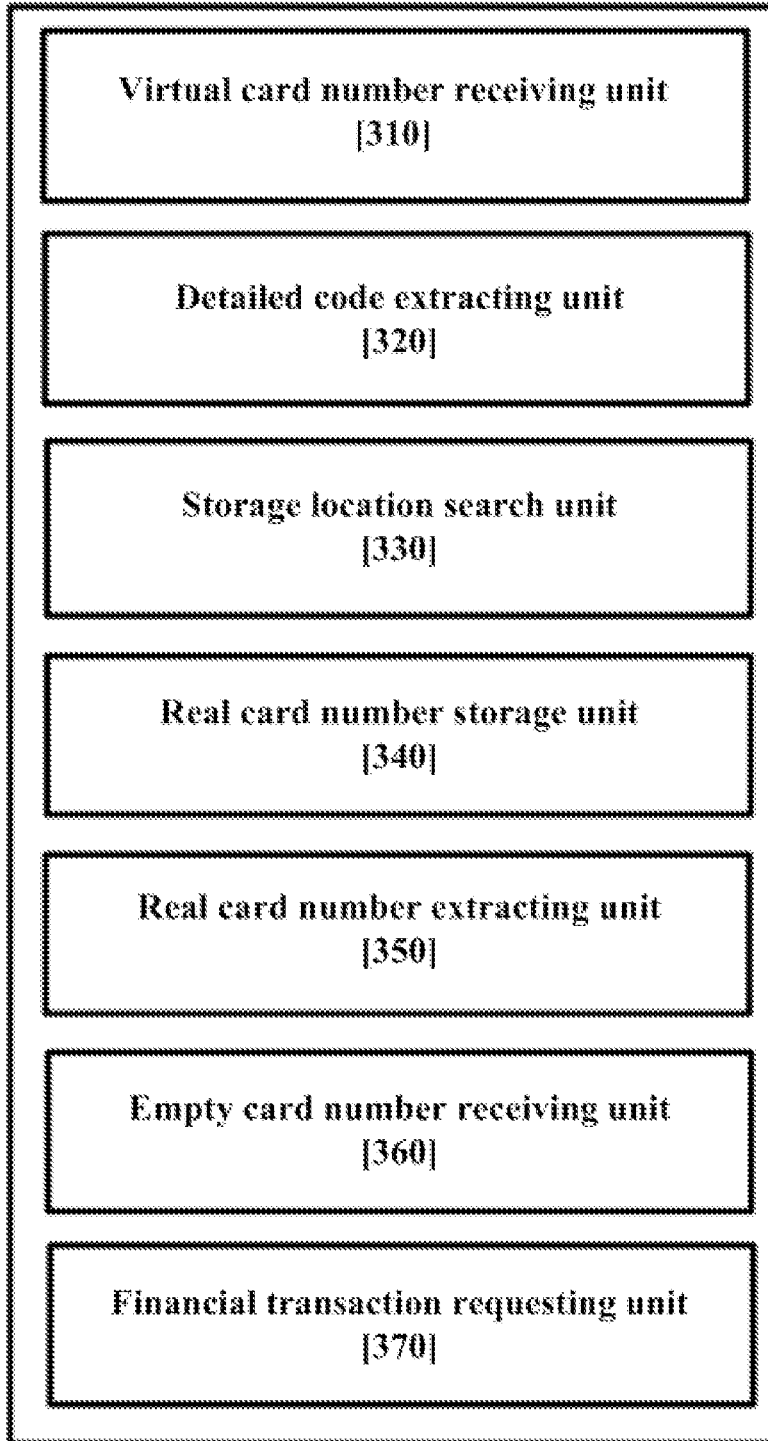 Virtual card number receiving unit
[310]
Detailed code extracting unit
[320]
Storage location search unit
[330]
Real card number storage unit
[340]
Real card number extracting unit
[350]
Empty card number receiving unit
[360]
Financial transaction requesting unit
[370]